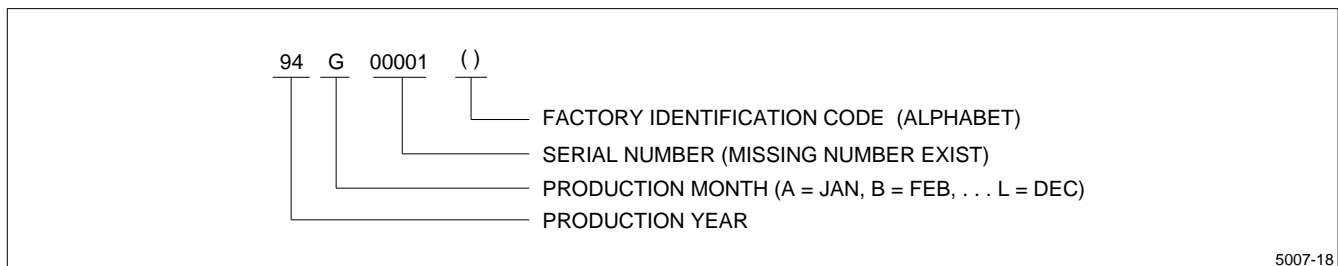 94 G 00001 ( )
FACTORY IDENTIFICATION CODE (ALPHABET)
SERIAL NUMBER (MISSING NUMBER EXIST)
PRODUCTION MONTH (A = JAN, B = FEB, . . . L = DEC)
PRODUCTION YEAR
5007-18